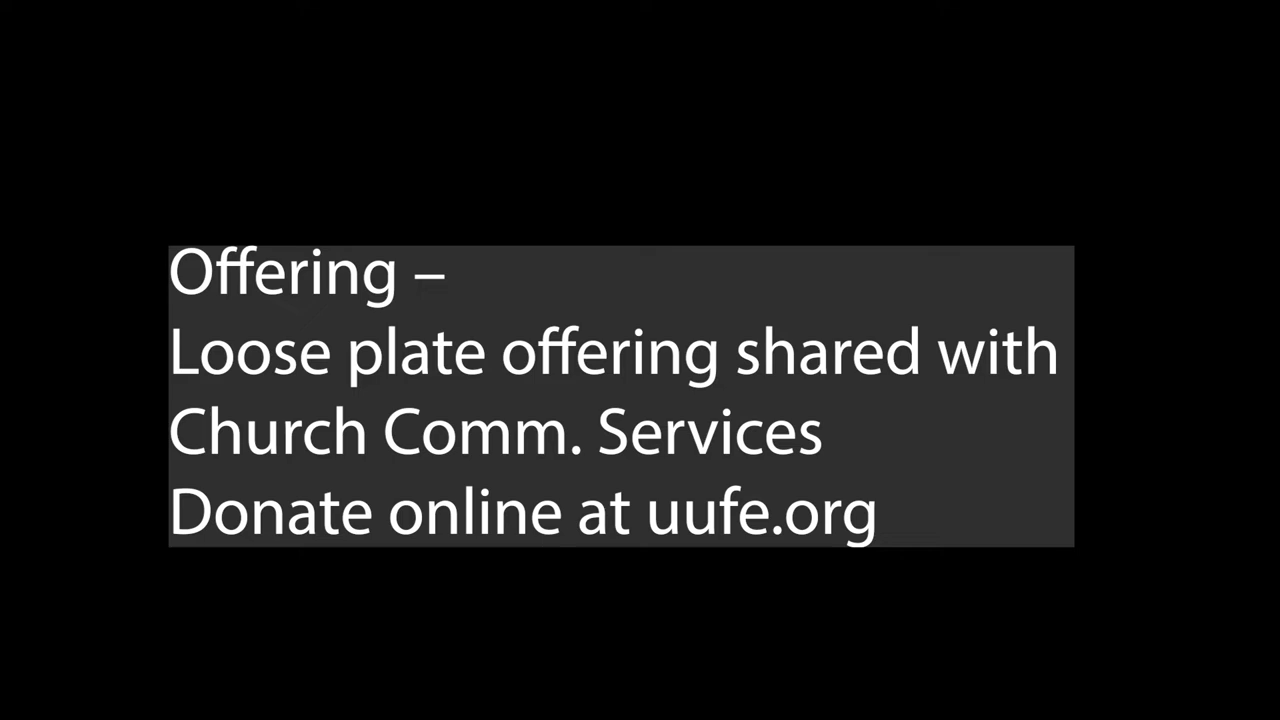 Offering –
Loose plate offering shared with
Church Comm. Services
Donate online at uufe.org